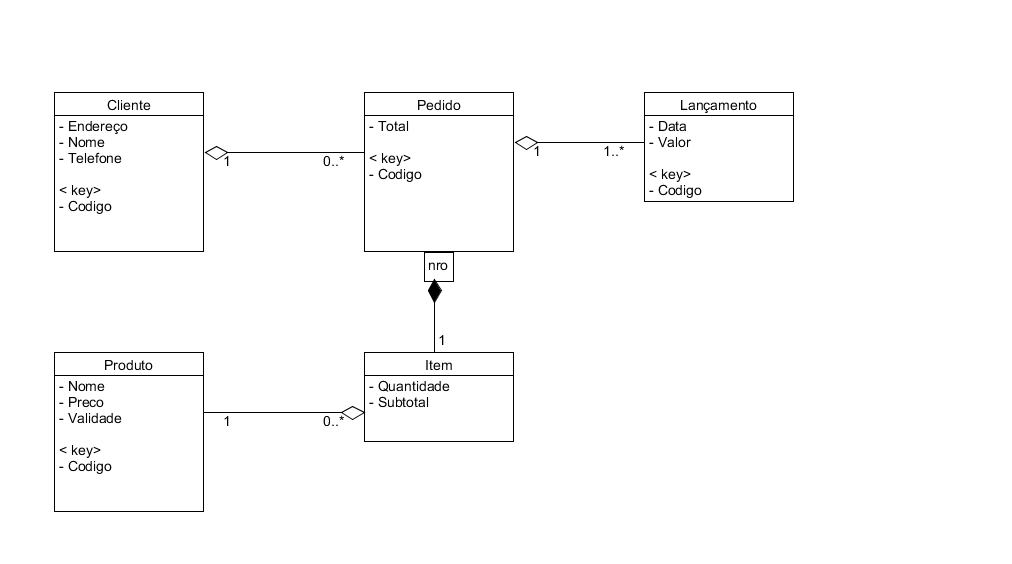 Cliente
- Endereço
- Nome
- Telefone
< key>
- Codigo
1
0..*
Pedido
- Total
< key>
- Codigo
1
1..*
Lançamento
- Data
- Valor
< key>
- Codigo
nro
1
Produto
- Nome
- Preco
- Validade
< key>
- Codigo
1
0..*
Item
- Quantidade
- Subtotal